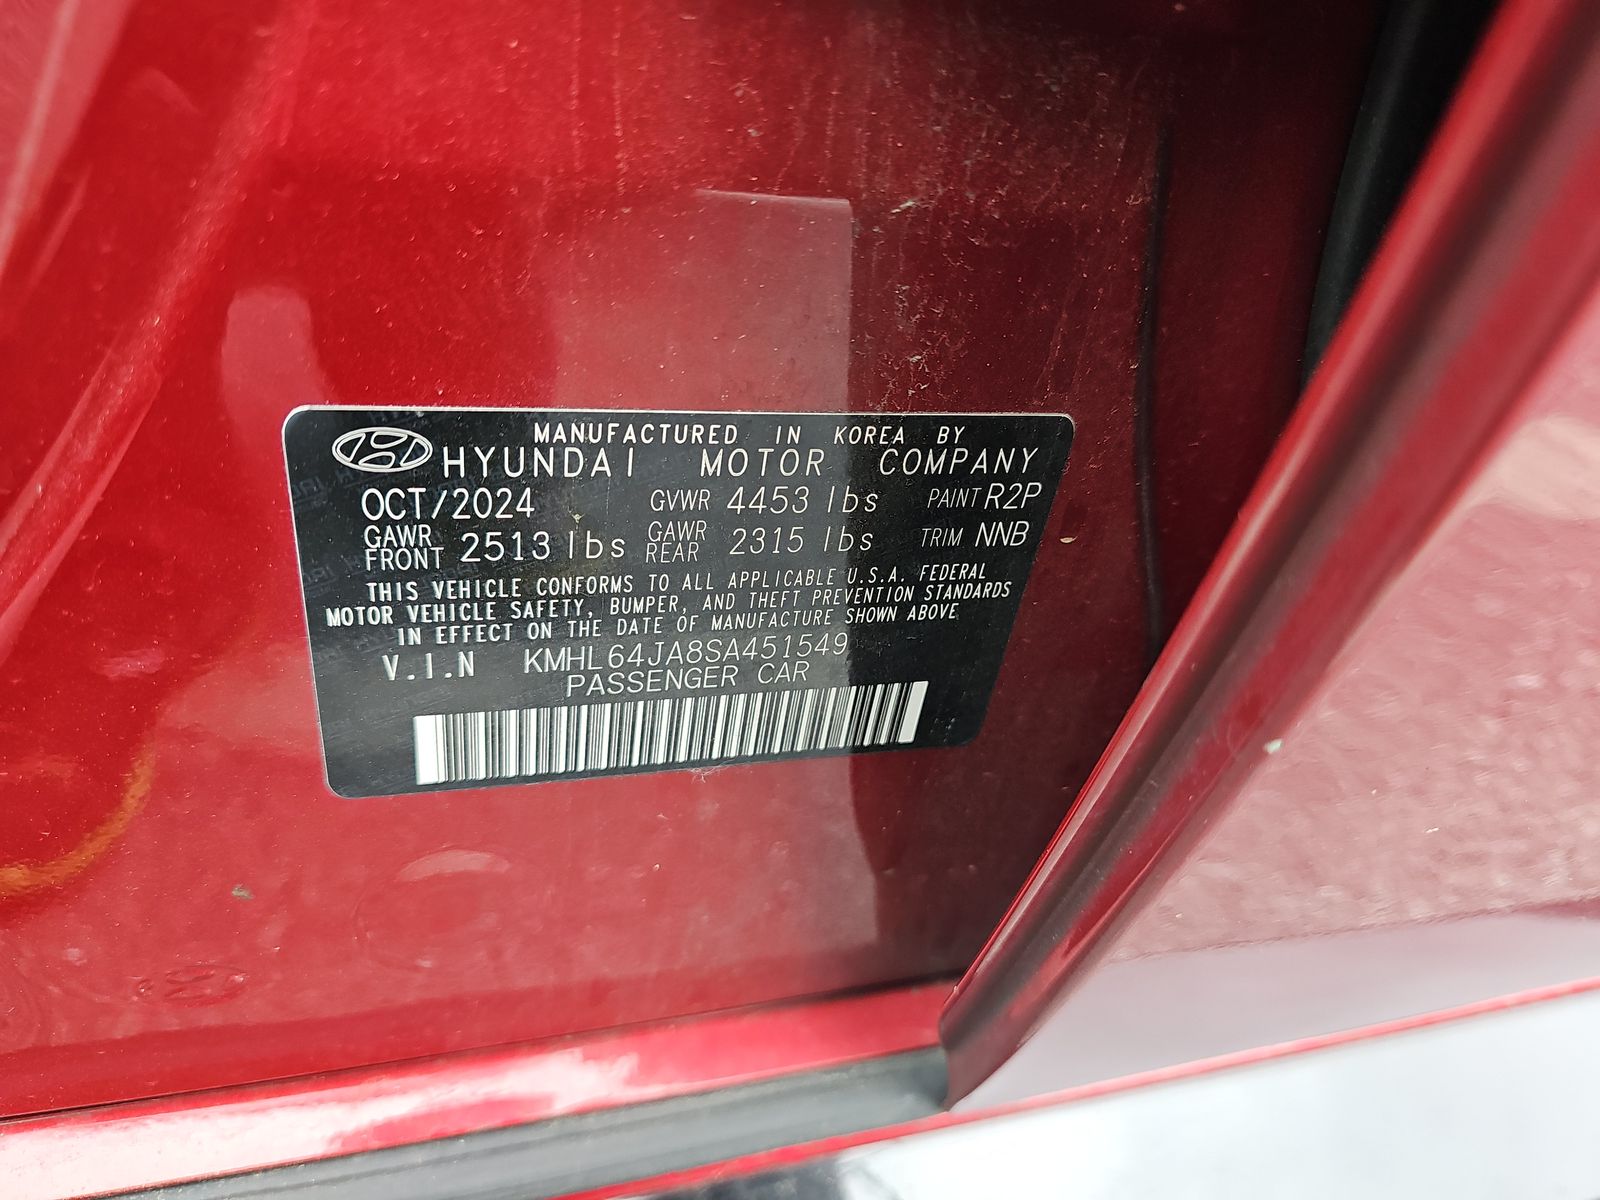 MANUFACTURED IN KOREA BY
HYUNDAI MOTOR COMPANY
OCT/2024 GVWR 4453 lbs PAINT R2P
GAWR FRONT 2513 lbs GAWR REAR 2315 lbs TRIM NNB
THIS VEHICLE CONFORMS TO ALL APPLICABLE U.S.A. FEDERAL
MOTOR VEHICLE SAFETY, BUMPER, AND THEFT PREVENTION STANDARDS
IN EFFECT ON THE DATE OF MANUFACTURE SHOWN ABOVE
V.I.N KMHL64JA8SA451549
PASSENGER CAR